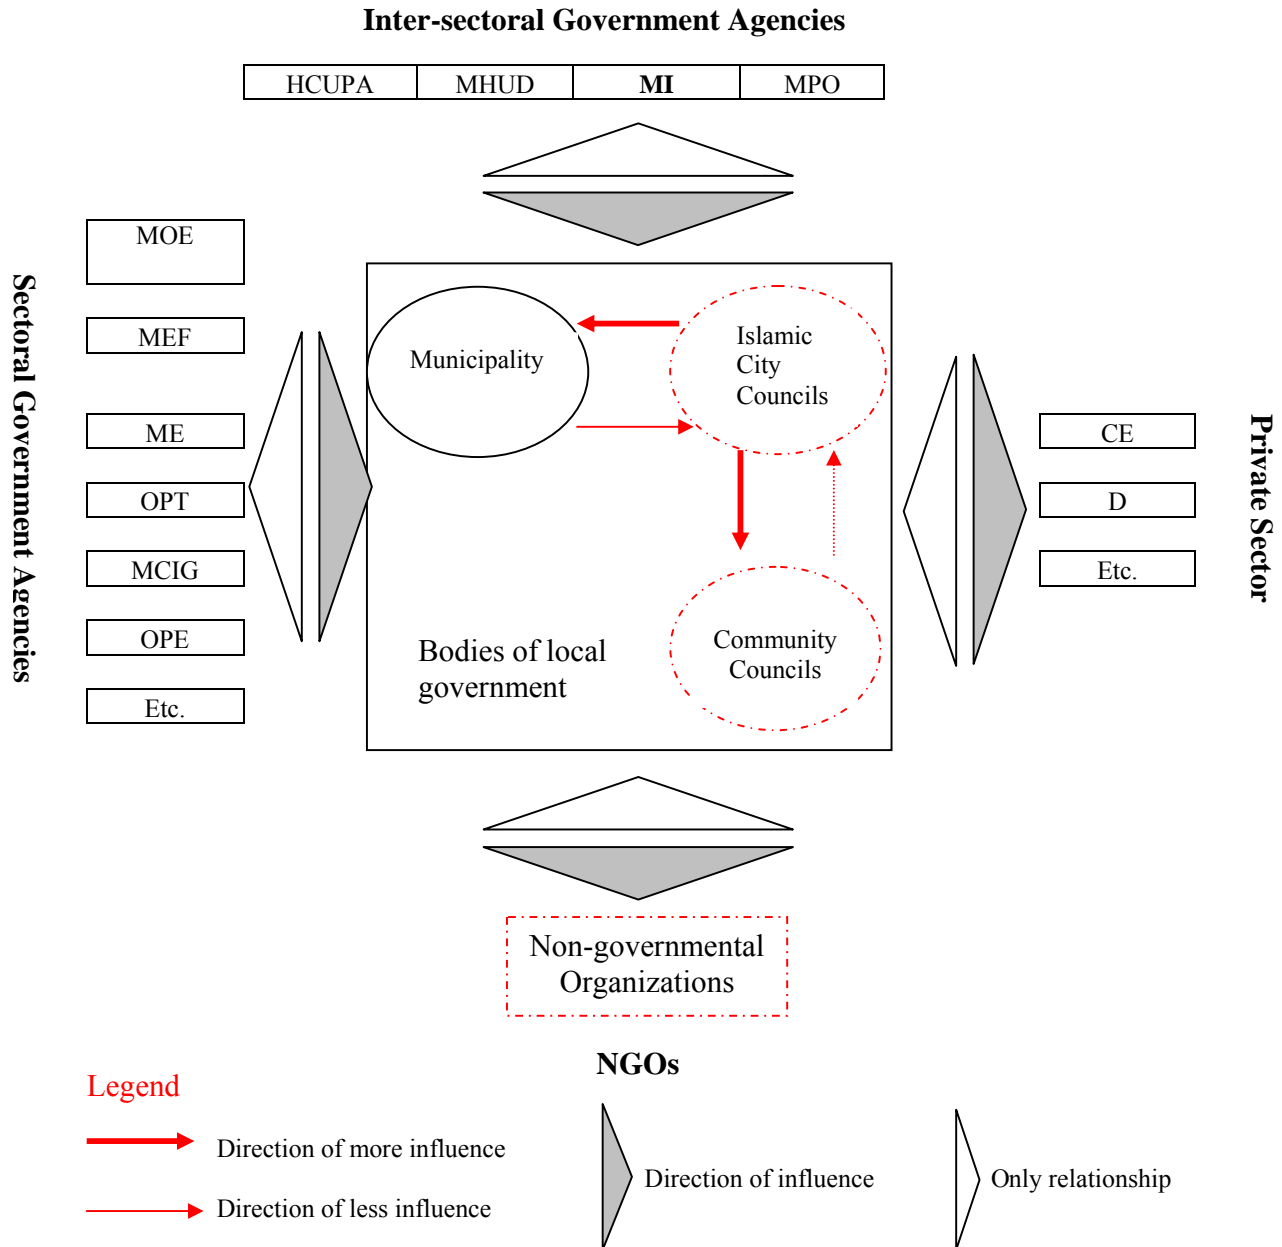 Inter-sectoral Government Agencies
HCUPA MHUD MI MPO
Sectoral Government Agencies
MOE
MEF
ME
OPT
MCIG
OPE
Etc.
Municipality
Islamic
City
Councils
Community
Councils
Bodies of local
government
Private Sector
CE
D
Etc.
Non-governmental
Organizations
NGOs
Legend
Direction of more influence
Direction of less influence
Direction of influence
Only relationship